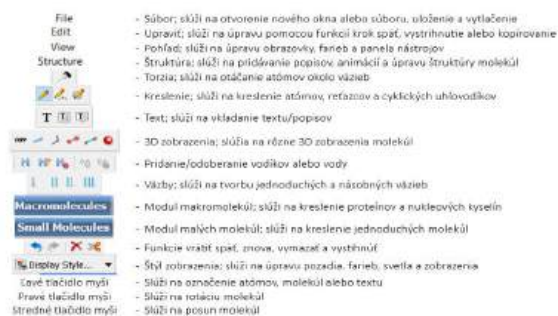 File - Súbor; slúži na otvorenie nového okna alebo súboru, uloženie a vytlačenie
Edit - Upraviť; slúži na úpravu pomocou funkcií krok späť, vystrihnutie alebo kopírovanie
View - Pohľad; slúži na úpravu obrazovky, farieb a panela nástrojov
Structure - Štruktúra; slúži na pridávanie popisov, animácií a úpravu štruktúry molekúl
- Torzia; slúži na otáčanie atómov okolo väzieb
- Kreslenie; slúži na kreslenie atómov, reťazcov a cyklických uhľovodíkov
T T T - Text; slúži na vkladanie textu/popisov
- 3D zobrazenia; slúžia na rôzne 3D zobrazenia molekúl
- Pridanie/odoberanie vodíkov alebo vody
- Väzby; slúži na tvorbu jednoduchých a násobných väzieb
Macromolecules - Modul makromolekúl; slúži na kreslenie proteínov a nukleových kyselín
Small Molecules - Modul malých molekúl; slúži na kreslenie jednoduchých molekúl
- Funkcie vrátiť späť, znova, vymazať a vystihnúť
Display Style... - Štýl zobrazenia; slúži na úpravu pozadia, farieb, svetla a zobrazenia
Ľavé tlačidlo myši - Slúži na označenie atómov, molekúl alebo textu
Pravé tlačidlo myši - Slúži na rotáciu molekúl
Stredné tlačidlo myši - Slúži na posun molekúl